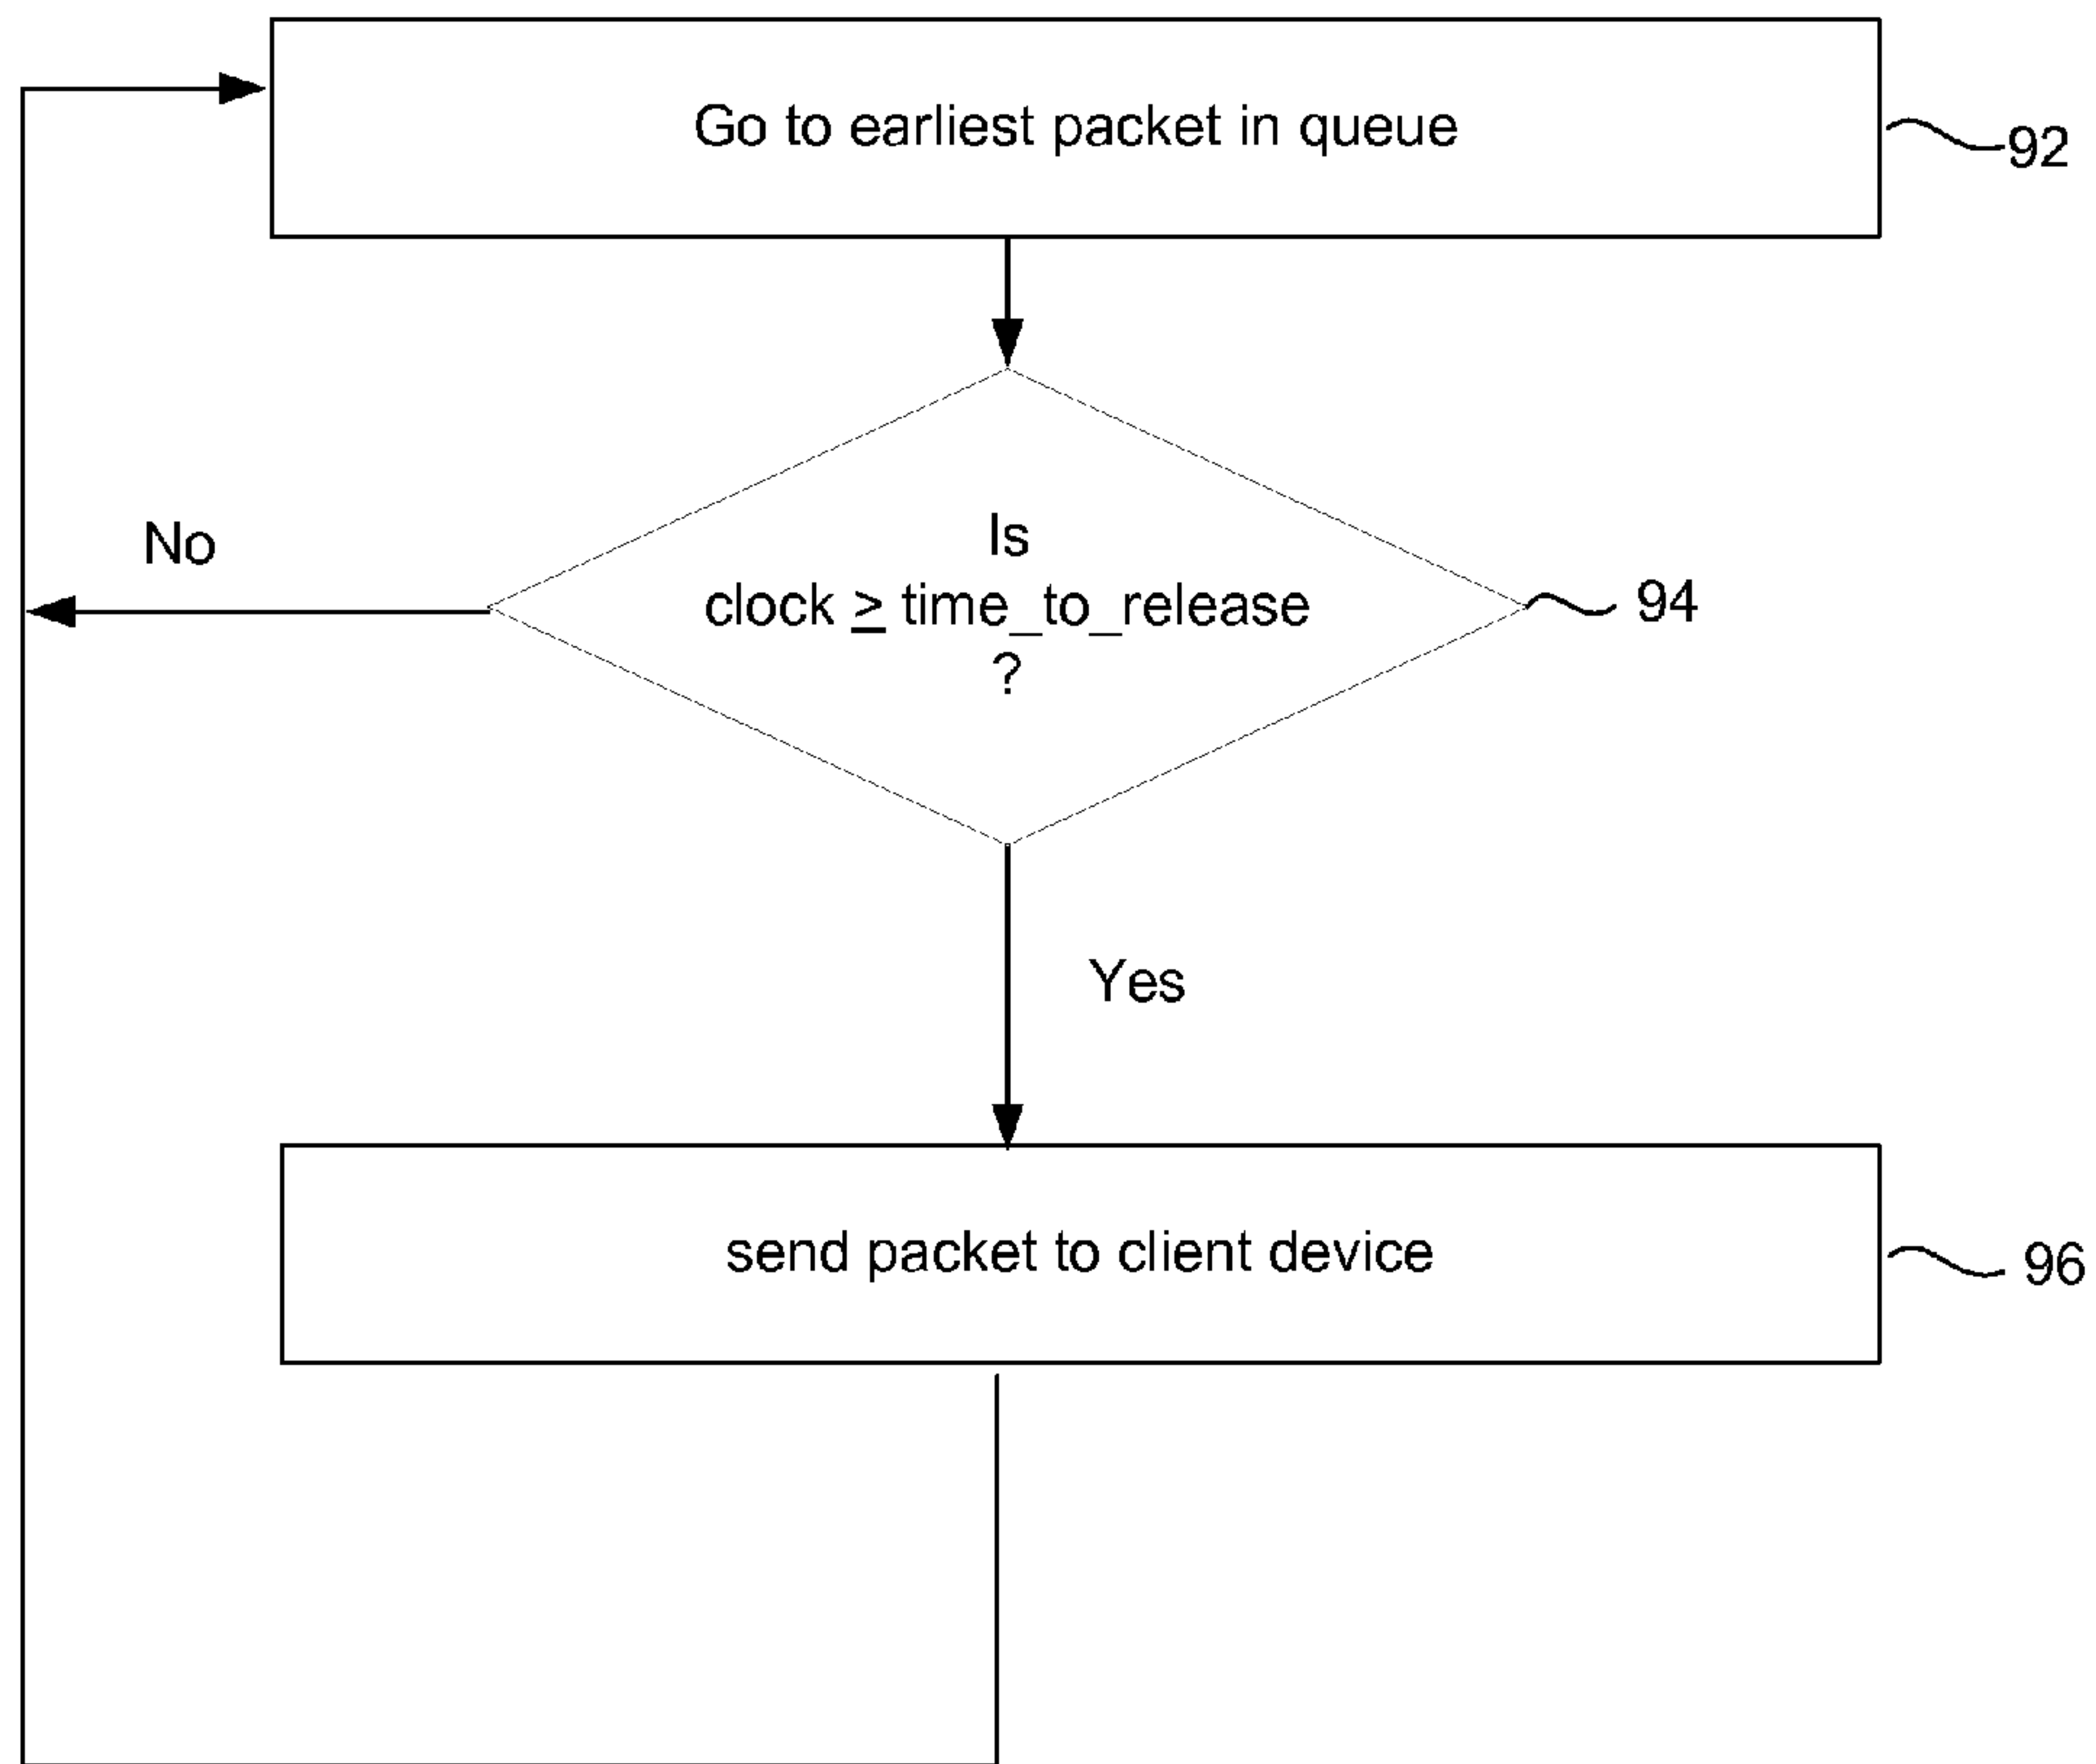 Go to earliest packet in queue
92
Is
clock ≥ time_to_release
?
94
No
Yes
send packet to client device
96